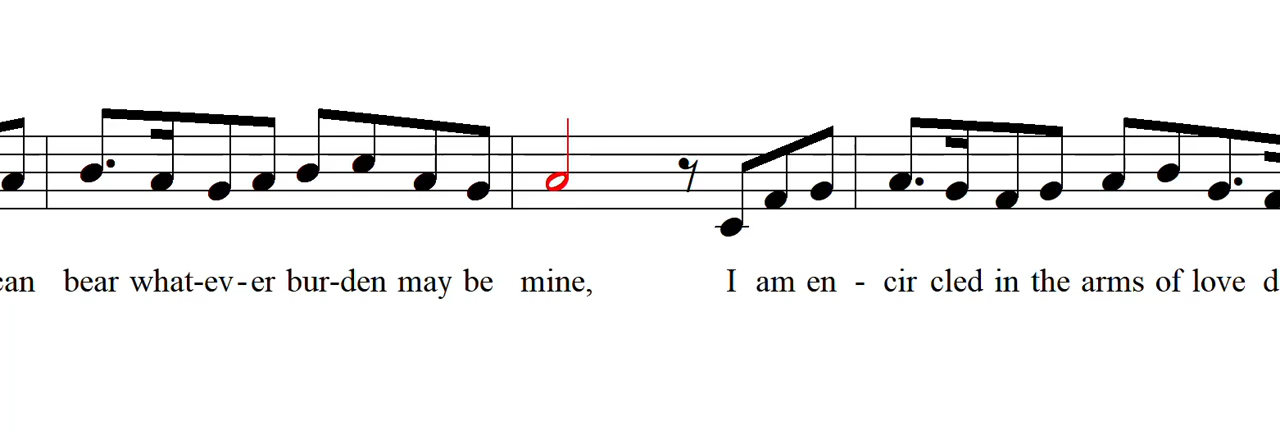 can bear what-ev-er bur-den may be mine, I am en - cir cled in the arms of love